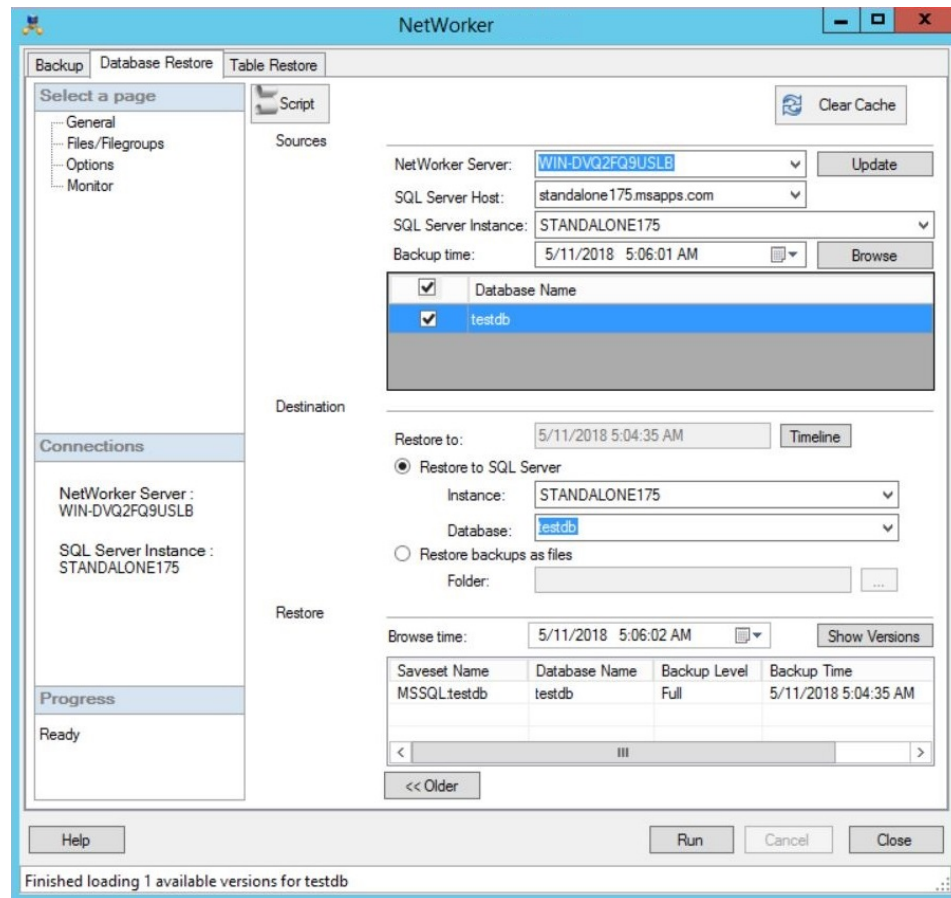 NetWorker
Backup Database Restore Table Restore
Select a page
General
Files/Filegroups
Options
Monitor
Script
Clear Cache
Sources
NetWorker Server: WIN-DVQ2FQ9USLB Update
SQL Server Host: standalone175.msapps.com
SQL Server Instance: STANDALONE175
Backup time: 5/11/2018 5:06:01 AM Browse
Database Name
testdb
Destination
Restore to: 5/11/2018 5:04:35 AM Timeline
Restore to SQL Server
Instance: STANDALONE175
Database: testdb
Restore backups as files
Folder: ...
Connections
NetWorker Server :
WIN-DVQ2FQ9USLB
SQL Server Instance :
STANDALONE175
Restore
Browse time: 5/11/2018 5:06:02 AM Show Versions
Saveset Name Database Name Backup Level Backup Time
MSSQL:testdb testdb Full 5/11/2018 5:04:35 AM
<< Older
Progress
Ready
Help Run Cancel Close
Finished loading 1 available versions for testdb